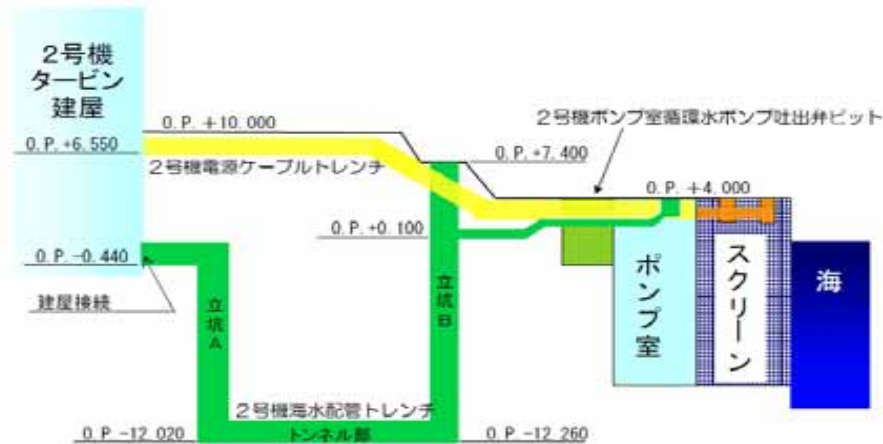 2号機
タービン
建屋
O.P. +10.000
2号機ポンプ室循環水ポンプ吐出弁ピット
O.P.+6.550
2号機電源ケーブルトレンチ
O.P.+7.400
O.P. +4.000
O.P.+0.100
O.P.-0.440
建屋接続
立坑A
立坑B
ポンプ室
スクリーン
海
2号機海水配管トレンチ
トンネル部
O.P-12.020
O.P-12.260